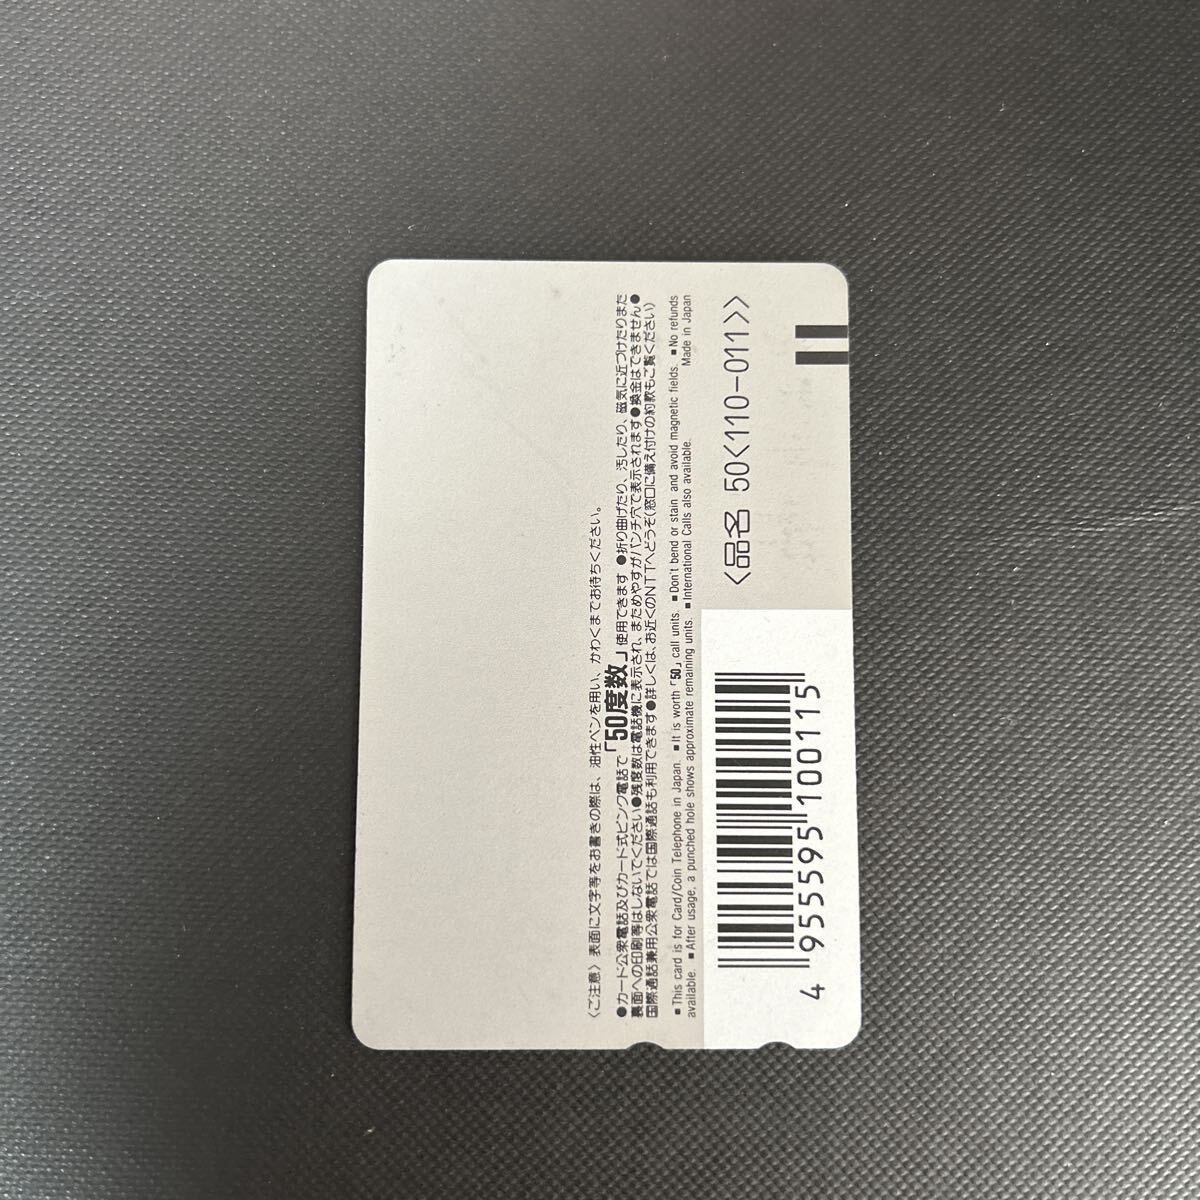 〈ご注意〉表面に文字等をお書きの際は、油性ペンを用い、かわくまでお待ちください。
●カード公衆電話及びカード式ピンク電話で「50度数」使用できます ●折り曲げたり、汚したり、磁気に近づけたりまた
裏面への印刷等はしないでください●残度数は電話機に表示され、まためやすがパンチ穴で表示されます●換金はできません●
国際通話兼用公衆電話では国際通話も利用できます●詳しくは、お近くのNTTへどうぞ(窓口に備え付けの約款もご覧ください)
■This card is for Card/Coin Telephone in Japan. ■It is worth「50」call units. ■Don't bend or stain and avoid magnetic fields. ■No refunds
available. ■After usage, a punched hole shows approximate remaining units. ■International Calls also available. Made in Japan
〈品名 50〈110-011〉〉
4 955595 100115